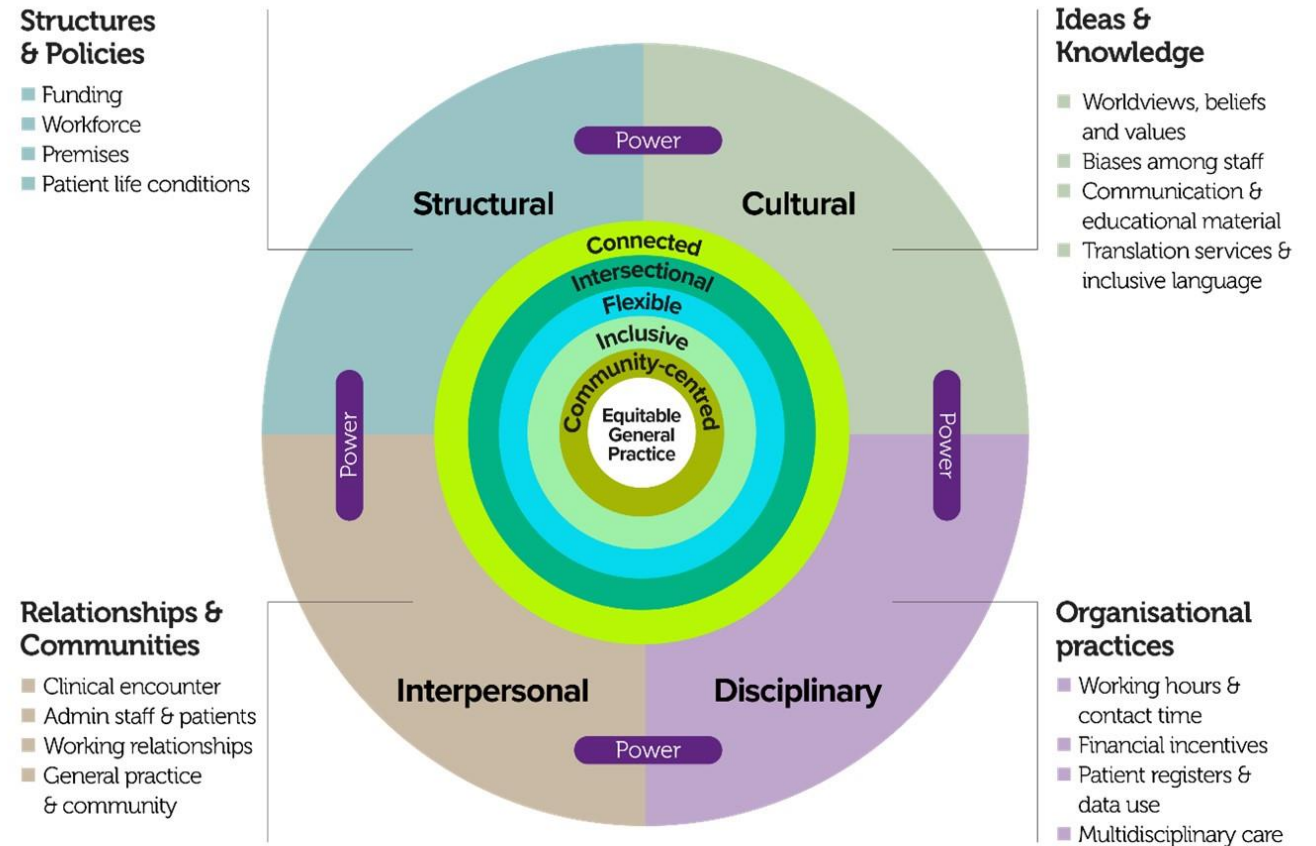 Structures
& Policies
Funding
Workforce
Premises
Patient life conditions
Ideas &
Knowledge
Worldviews, beliefs
and values
Biases among staff
Communication &
educational material
Translation services &
inclusive language
Power
Structural
Cultural
Connected
Intersectional
Flexible
Inclusive
Community-centred
Equitable
General
Practice
Power
Power
Interpersonal
Disciplinary
Power
Relationships &
Communities
Clinical encounter
Admin staff & patients
Working relationships
General practice
& community
Organisational
practices
Working hours &
contact time
Financial incentives
Patient registers &
data use
Multidisciplinary care